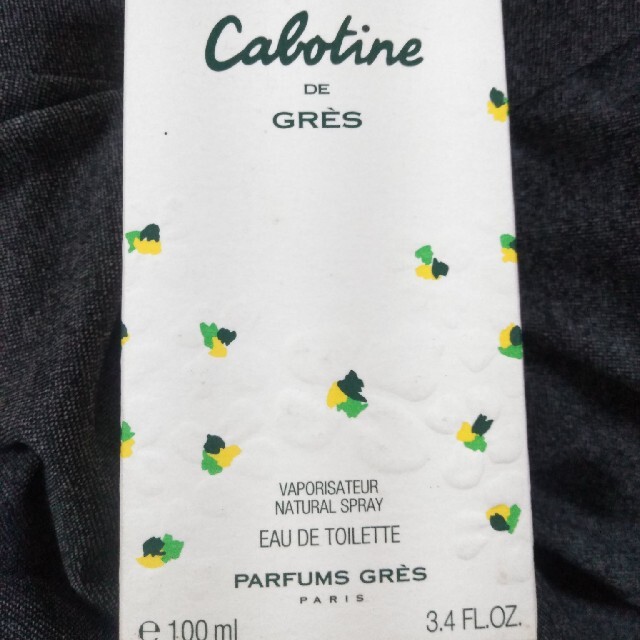 Cabotine
DE
GRÈS
VAPORISATEUR
NATURAL SPRAY
EAU DE TOILETTE
PARFUMS GRÈS
PARIS
℮ 100 ml 3.4 FL.OZ.